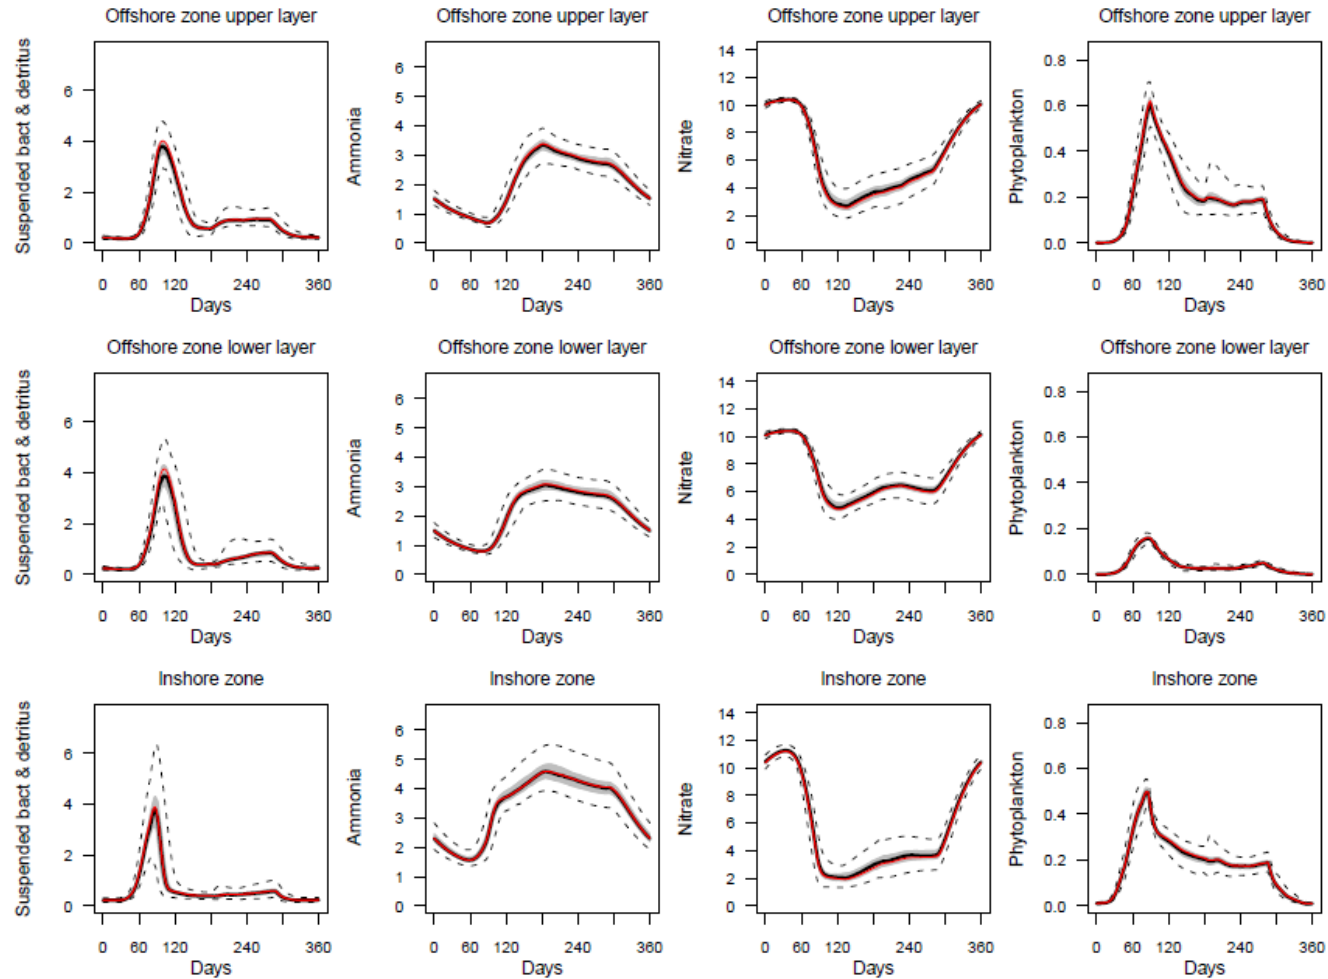 Offshore zone upper layer
Suspended bact & detritus
0 2 4 6
0 60 120 240 360
Days
Offshore zone upper layer
Ammonia
0 1 2 3 4 5 6
0 60 120 240 360
Days
Offshore zone upper layer
Nitrate
0 2 4 6 8 10 12 14
0 60 120 240 360
Days
Offshore zone upper layer
Phytoplankton
0.0 0.2 0.4 0.6 0.8
0 60 120 240 360
Days
Offshore zone lower layer
Suspended bact & detritus
0 2 4 6
0 60 120 240 360
Days
Offshore zone lower layer
Ammonia
0 1 2 3 4 5 6
0 60 120 240 360
Days
Offshore zone lower layer
Nitrate
0 2 4 6 8 10 12 14
0 60 120 240 360
Days
Offshore zone lower layer
Phytoplankton
0.0 0.2 0.4 0.6 0.8
0 60 120 240 360
Days
Inshore zone
Suspended bact & detritus
0 2 4 6
0 60 120 240 360
Days
Inshore zone
Ammonia
0 1 2 3 4 5 6
0 60 120 240 360
Days
Inshore zone
Nitrate
0 2 4 6 8 10 12 14
0 60 120 240 360
Days
Inshore zone
Phytoplankton
0.0 0.2 0.4 0.6 0.8
0 60 120 240 360
Days